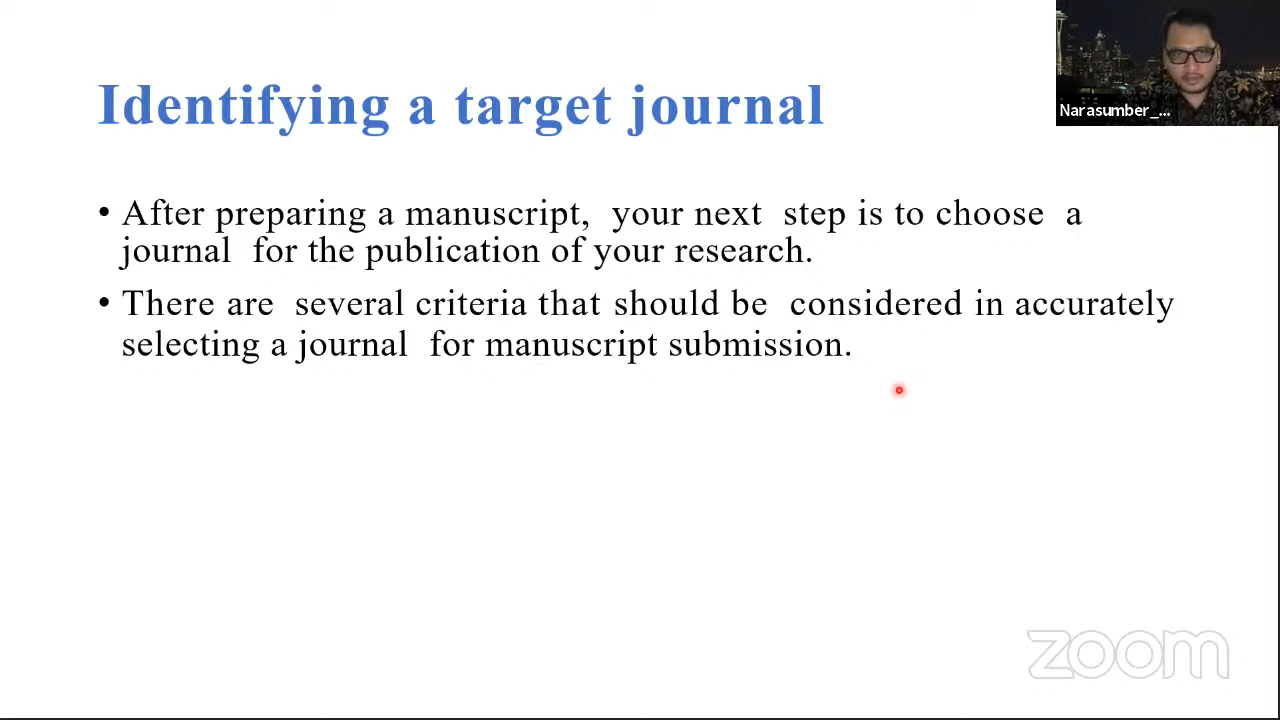 Identifying a target journal
Narasumber_...
• After preparing a manuscript, your next step is to choose a
journal for the publication of your research.
• There are several criteria that should be considered in accurately
selecting a journal for manuscript submission.
zoom